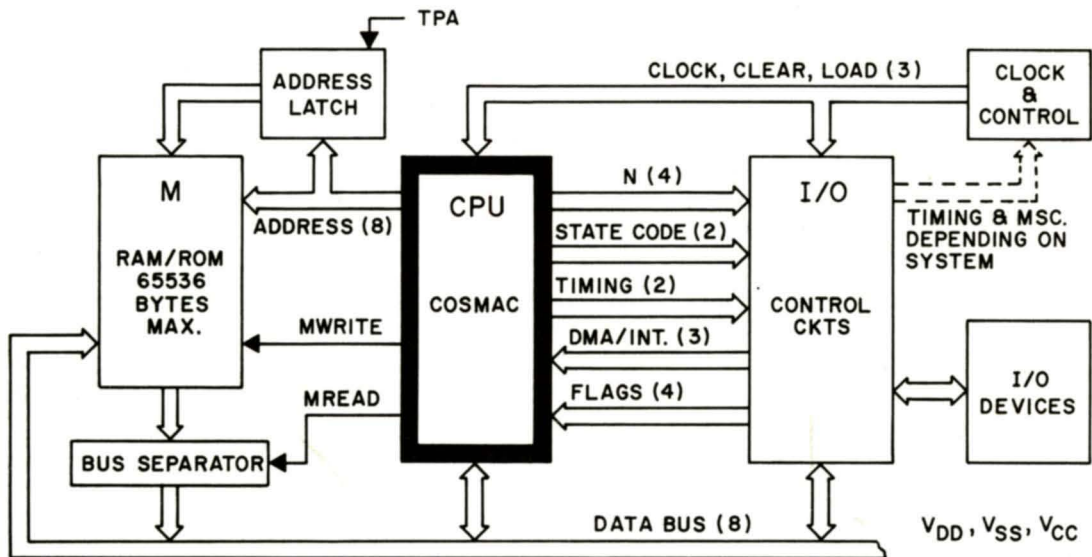 TPA
ADDRESS
LATCH
CLOCK, CLEAR, LOAD (3)
CLOCK
&
CONTROL
M
RAM/ROM
65536
BYTES
MAX.
ADDRESS (8)
CPU
COSMAC
N (4)
STATE CODE (2)
TIMING (2)
DMA/INT. (3)
FLAGS (4)
I/O
CONTROL
CKTS
TIMING & MSC.
DEPENDING ON
SYSTEM
MWRITE
MREAD
I/O
DEVICES
BUS SEPARATOR
DATA BUS (8)
VDD, VSS, VCC